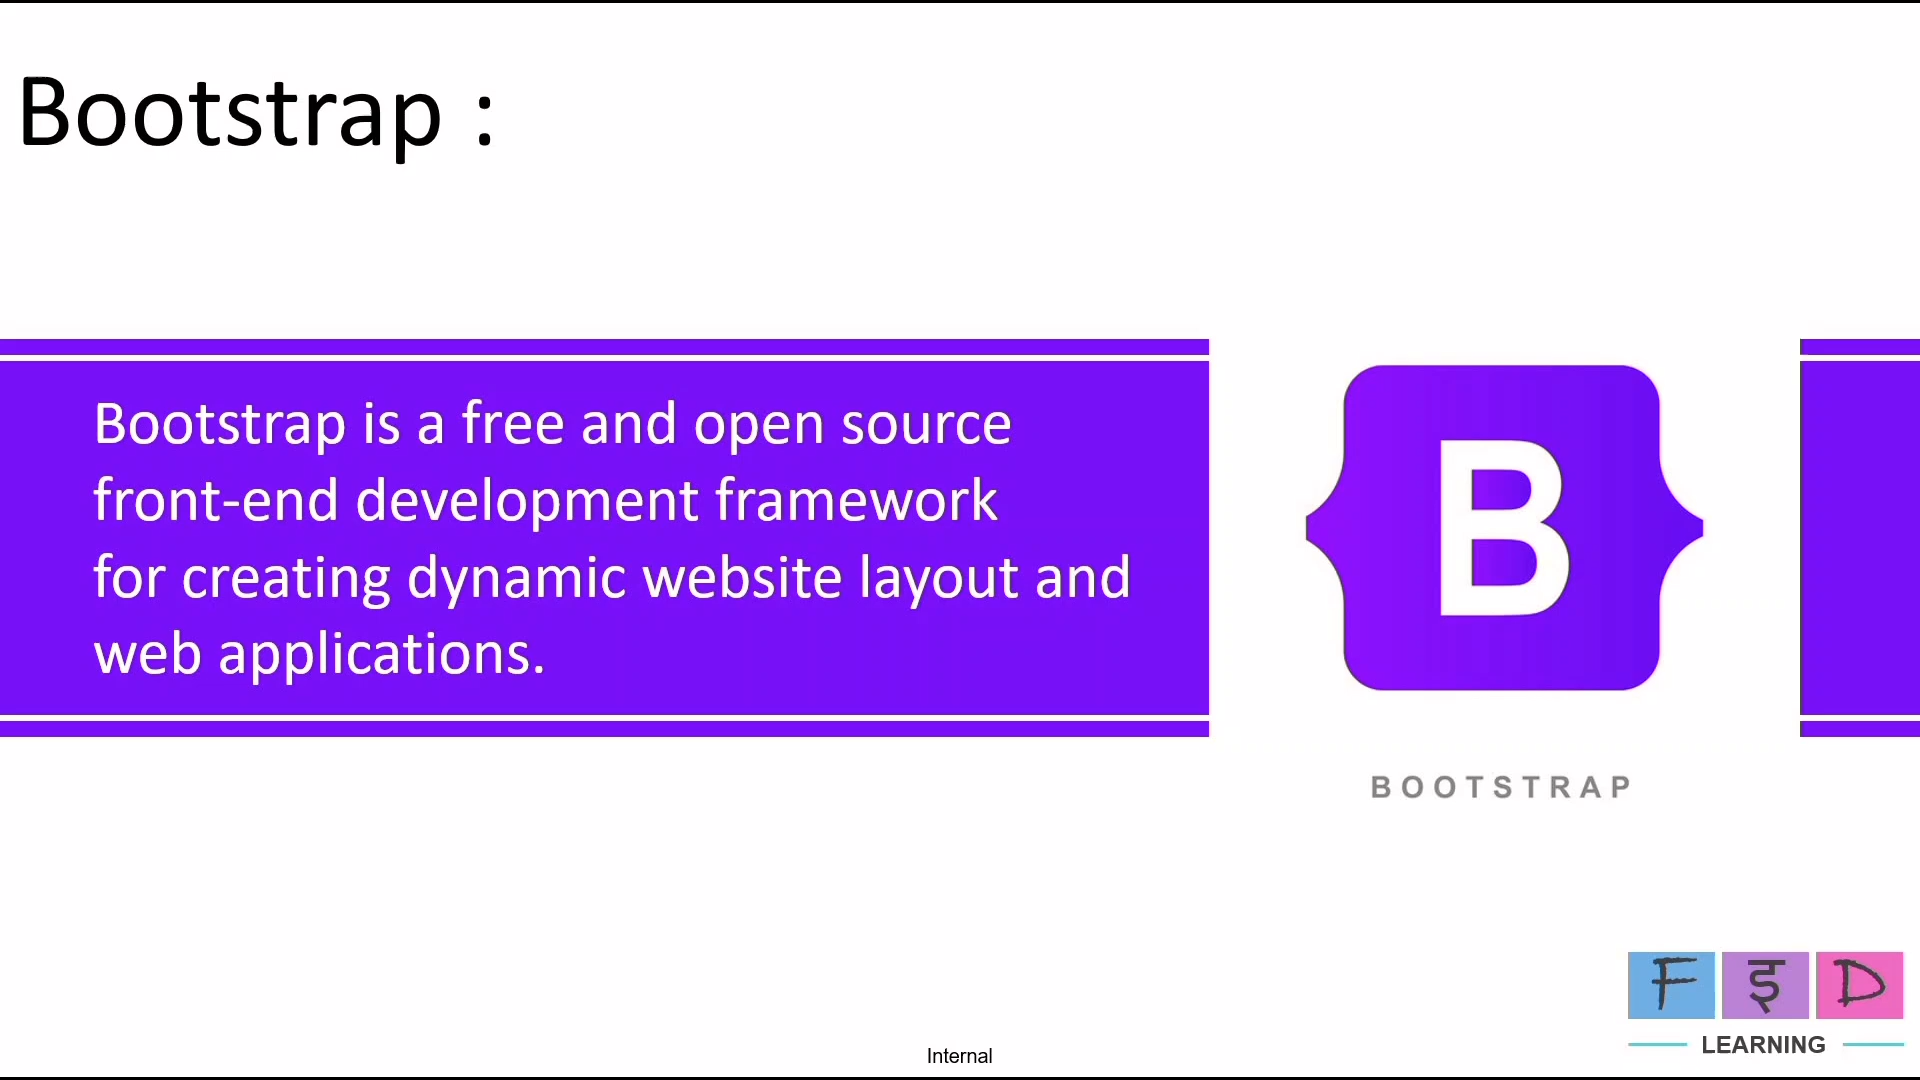 Bootstrap :
Bootstrap is a free and open source
front-end development framework
for creating dynamic website layout and
web applications.
B
BOOTSTRAP
F इ D
LEARNING
Internal